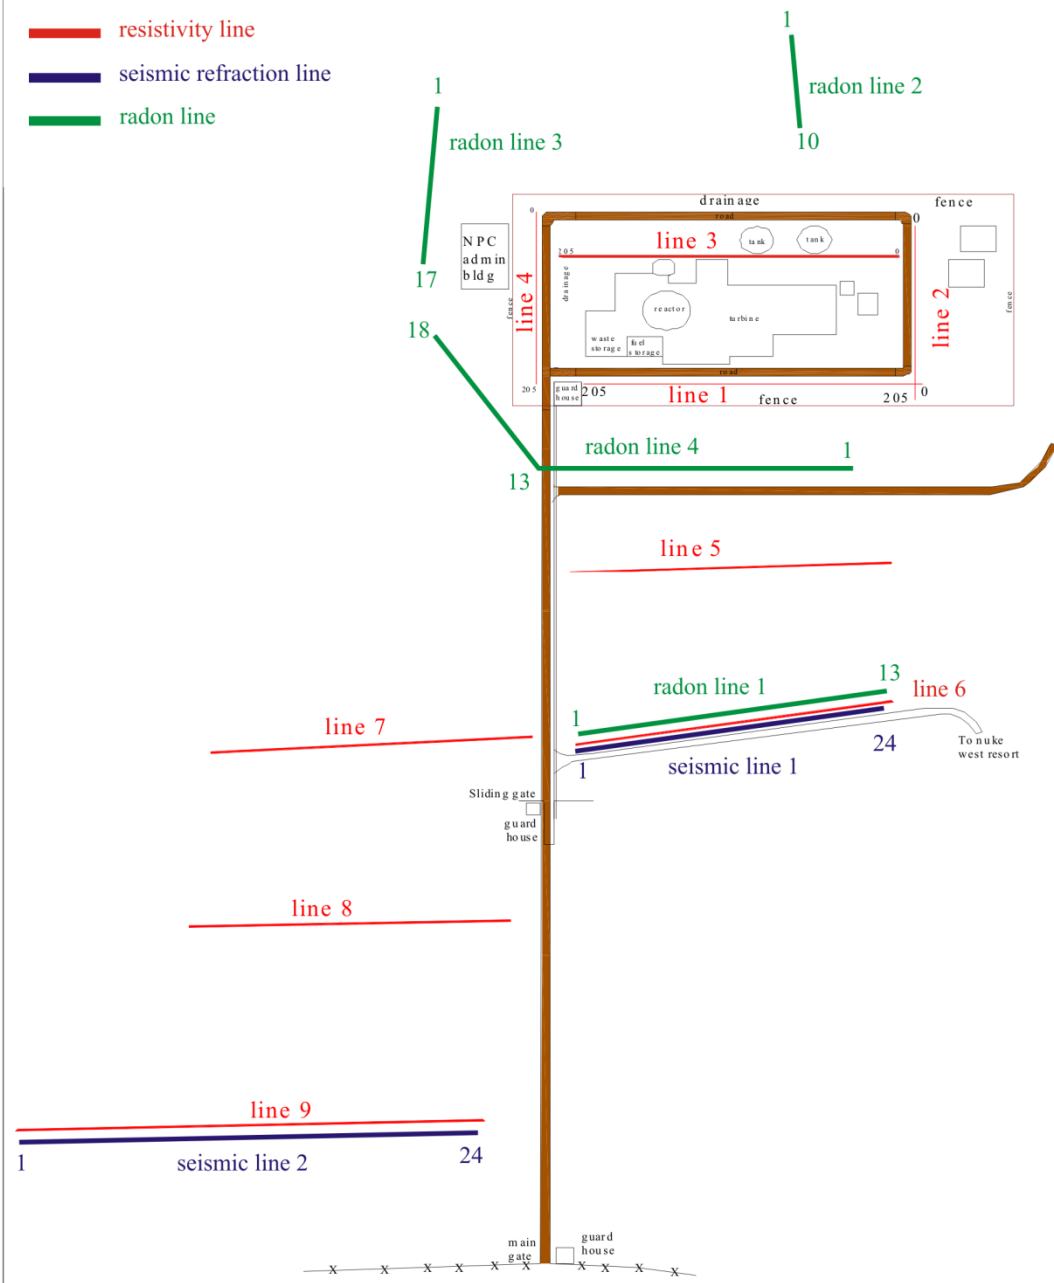 resistivity line
seismic refraction line
radon line
1
radon line 2
10
1
radon line 3
17
drainage
fence
road
0
0
NPC
admin
bldg
line 3
tank
tank
205
0
drainage
line 4
line 2
fence
fence
reactor
turbine
waste
storage
fuel
storage
road
205
guard
house
205
line 1
fence
205
0
18
radon line 4
1
13
line 5
radon line 1
13
line 6
1
24
1
seismic line 1
To nuke
west resort
line 7
Sliding gate
guard
house
line 8
line 9
1
seismic line 2
24
main
gate
guard
house
x x x x x x x x x x